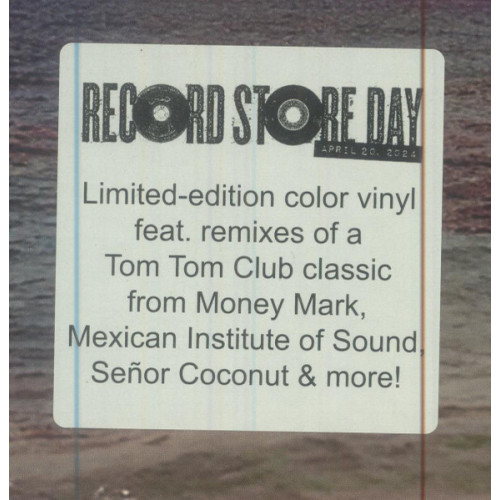 RECORD STORE DAY
APRIL 20, 2024
Limited-edition color vinyl
feat. remixes of a
Tom Tom Club classic
from Money Mark,
Mexican Institute of Sound,
Señor Coconut & more!